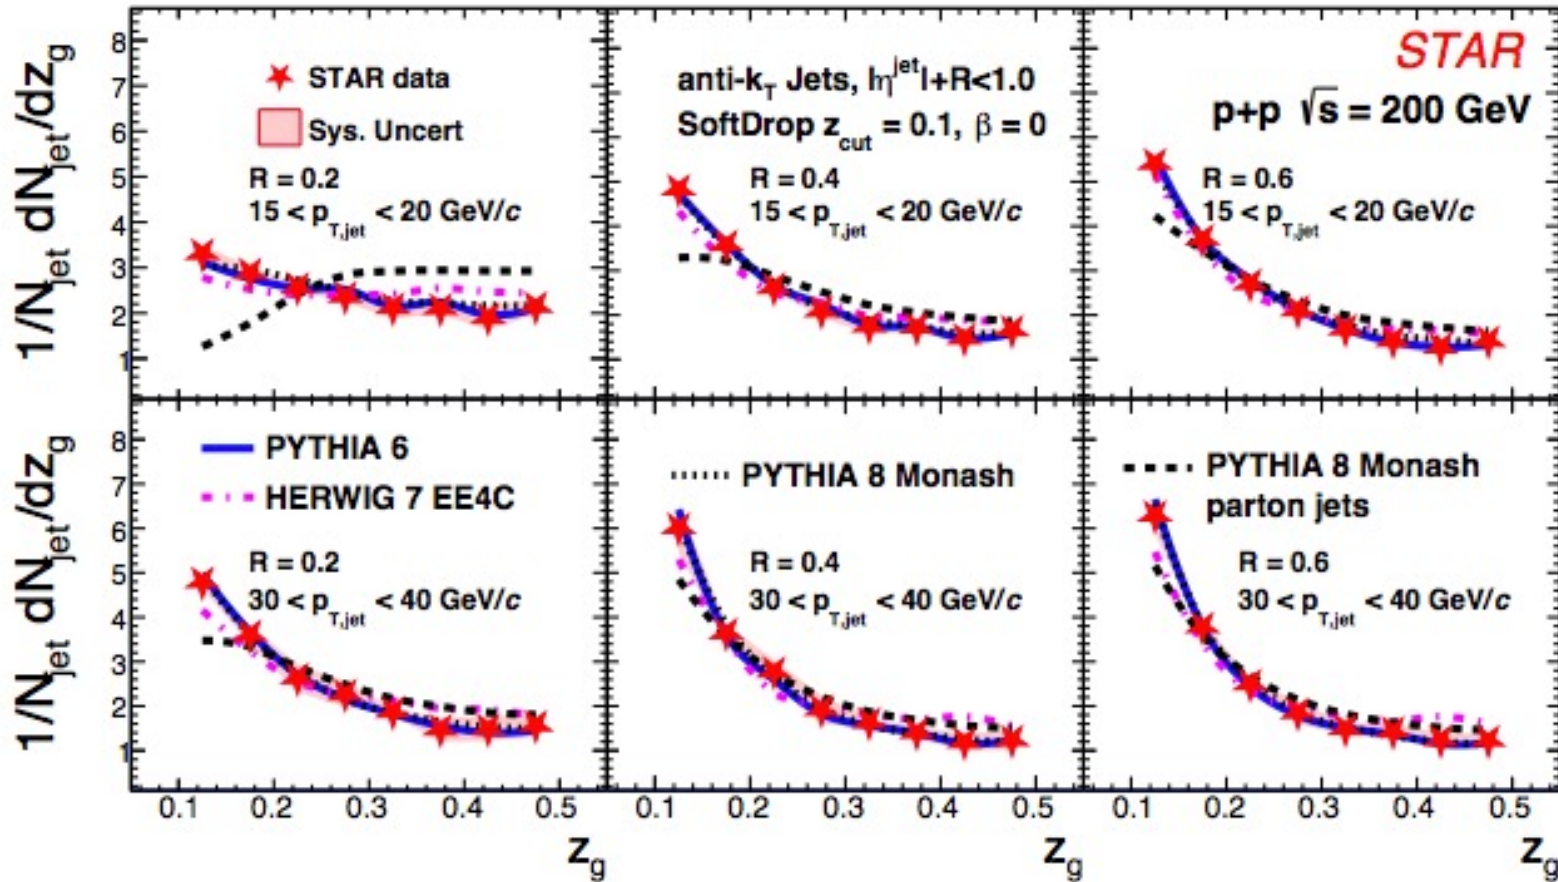 1/N_jet dN_jet/dz_g
8
7
6
5
4
3
2
1
STAR data
Sys. Uncert
R = 0.2
15 < p_T,jet < 20 GeV/c
anti-k_T Jets, |η^jet|+R<1.0
SoftDrop z_cut = 0.1, β = 0
R = 0.4
15 < p_T,jet < 20 GeV/c
STAR
p+p √s = 200 GeV
R = 0.6
15 < p_T,jet < 20 GeV/c
1/N_jet dN_jet/dz_g
8
7
6
5
4
3
2
1
PYTHIA 6
HERWIG 7 EE4C
R = 0.2
30 < p_T,jet < 40 GeV/c
PYTHIA 8 Monash
R = 0.4
30 < p_T,jet < 40 GeV/c
PYTHIA 8 Monash
parton jets
R = 0.6
30 < p_T,jet < 40 GeV/c
0.1 0.2 0.3 0.4 0.5 0.1 0.2 0.3 0.4 0.5 0.1 0.2 0.3 0.4 0.5
z_g z_g z_g